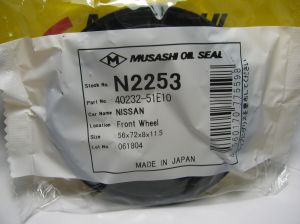 MUSASHI OIL SEAL
Stock No. N2253
Part No. 40232-51E10
Car Name NISSAN
Location Front Wheel
Size 56x72x8x11.5
Lot No 061804
MADE IN JAPAN